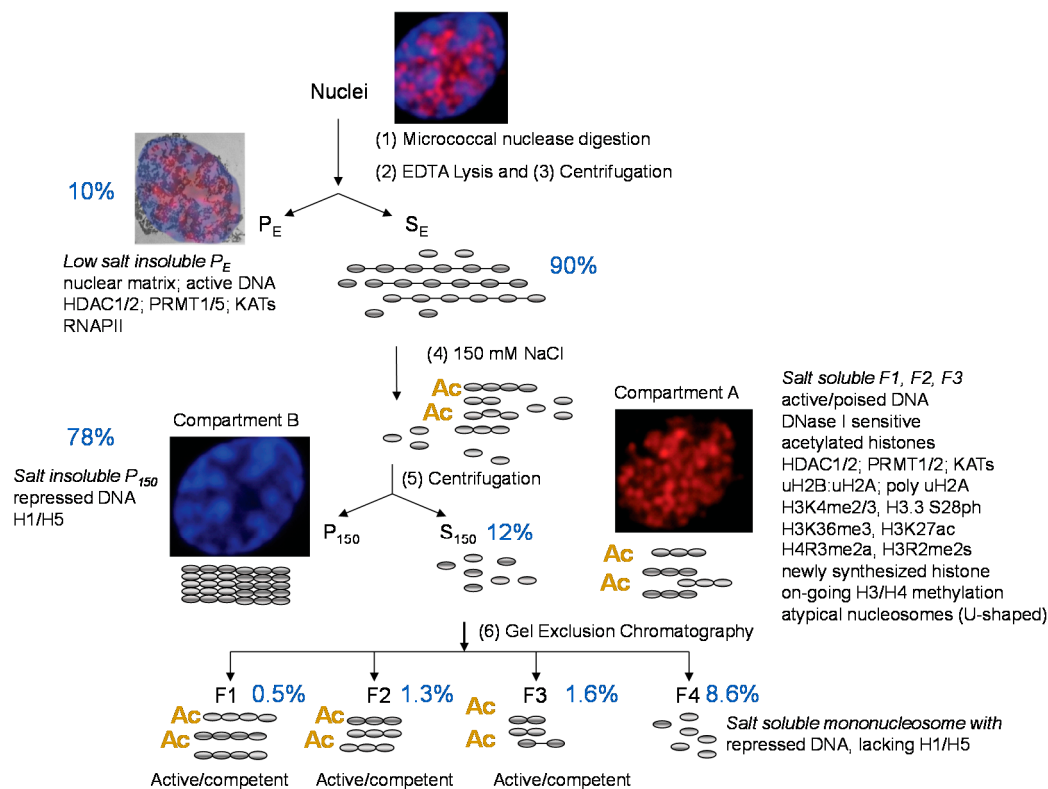 Nuclei
(1) Micrococcal nuclease digestion
(2) EDTA Lysis and (3) Centrifugation
10%
PE
SE
Low salt insoluble PE
nuclear matrix; active DNA
HDAC1/2; PRMT1/5; KATs
RNAPII
90%
(4) 150 mM NaCl
Ac
Ac
Compartment B
78%
Salt insoluble P150
repressed DNA
H1/H5
(5) Centrifugation
P150
S150
12%
Compartment A
Ac
Ac
Salt soluble F1, F2, F3
active/poised DNA
DNase I sensitive
acetylated histones
HDAC1/2; PRMT1/2; KATs
uH2B:uH2A; poly uH2A
H3K4me2/3, H3.3 S28ph
H3K36me3, H3K27ac
H4R3me2a, H3R2me2s
newly synthesized histone
on-going H3/H4 methylation
atypical nucleosomes (U-shaped)
(6) Gel Exclusion Chromatography
F1 0.5%
Ac
Ac
Active/competent
F2 1.3%
Ac
Ac
Active/competent
F3 1.6%
Ac
Ac
Active/competent
F4 8.6%
Salt soluble mononucleosome with
repressed DNA, lacking H1/H5